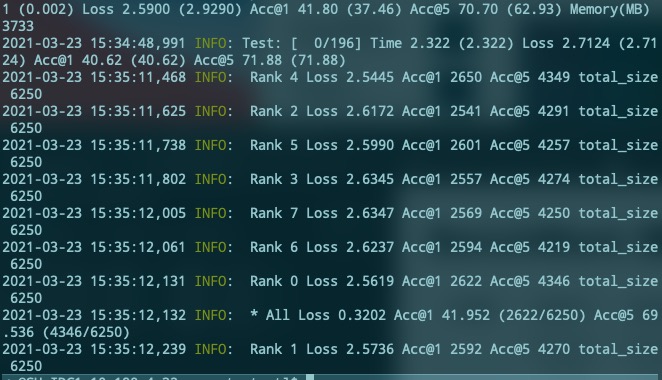 1 (0.002) Loss 2.5900 (2.9290) Acc@1 41.80 (37.46) Acc@5 70.70 (62.93) Memory(MB)
3733
2021-03-23 15:34:48,991 INFO: Test: [  0/196] Time 2.322 (2.322) Loss 2.7124 (2.71
24) Acc@1 40.62 (40.62) Acc@5 71.88 (71.88)
2021-03-23 15:35:11,468 INFO:  Rank 4 Loss 2.5445 Acc@1 2650 Acc@5 4349 total_size
6250
2021-03-23 15:35:11,625 INFO:  Rank 2 Loss 2.6172 Acc@1 2541 Acc@5 4291 total_size
6250
2021-03-23 15:35:11,738 INFO:  Rank 5 Loss 2.5990 Acc@1 2601 Acc@5 4257 total_size
6250
2021-03-23 15:35:11,802 INFO:  Rank 3 Loss 2.6345 Acc@1 2557 Acc@5 4274 total_size
6250
2021-03-23 15:35:12,005 INFO:  Rank 7 Loss 2.6347 Acc@1 2569 Acc@5 4250 total_size
6250
2021-03-23 15:35:12,061 INFO:  Rank 6 Loss 2.6237 Acc@1 2594 Acc@5 4219 total_size
6250
2021-03-23 15:35:12,131 INFO:  Rank 0 Loss 2.5619 Acc@1 2622 Acc@5 4346 total_size
6250
2021-03-23 15:35:12,132 INFO:  * All Loss 0.3202 Acc@1 41.952 (2622/6250) Acc@5 69
.536 (4346/6250)
2021-03-23 15:35:12,239 INFO:  Rank 1 Loss 2.5736 Acc@1 2592 Acc@5 4270 total_size
6250